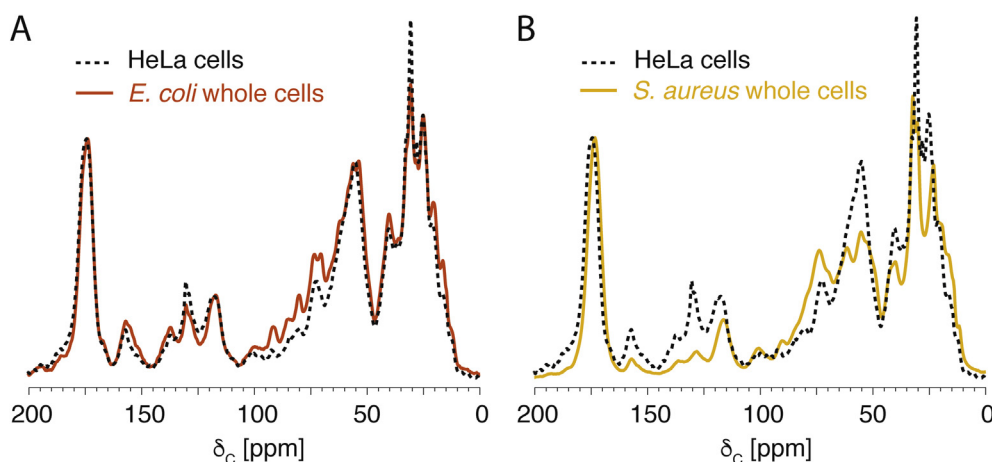 A
HeLa cells
E. coli whole cells
200 150 100 50 0
δC [ppm]
B
HeLa cells
S. aureus whole cells
200 150 100 50 0
δC [ppm]